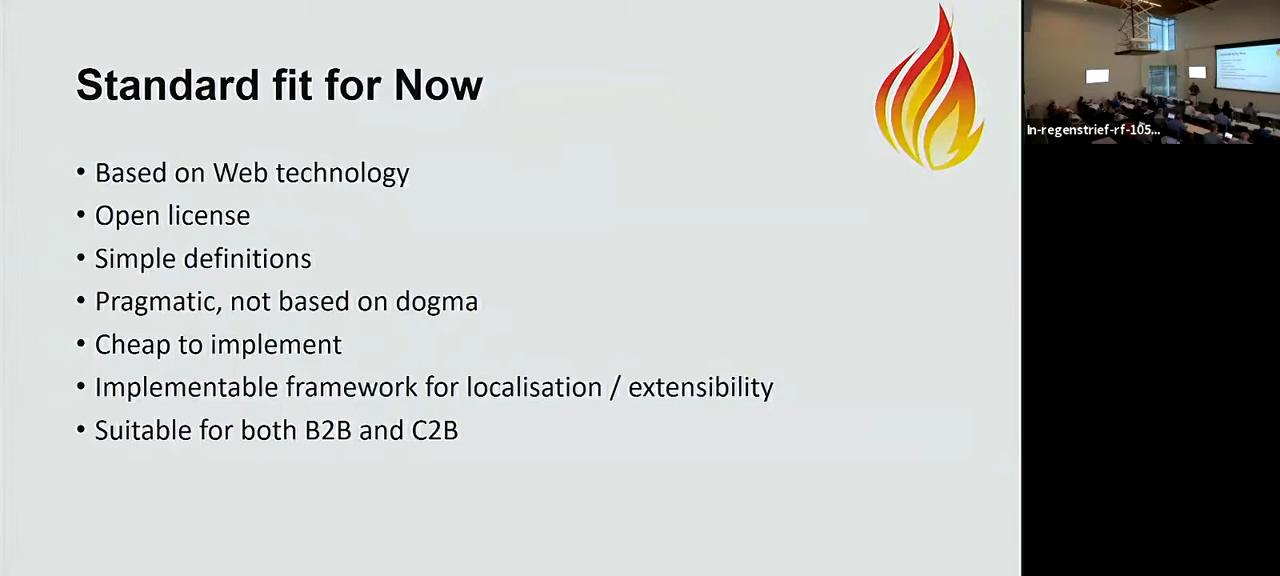 Standard fit for Now
• Based on Web technology
• Open license
• Simple definitions
• Pragmatic, not based on dogma
• Cheap to implement
• Implementable framework for localisation / extensibility
• Suitable for both B2B and C2B
In-regenstrief-rf-105...